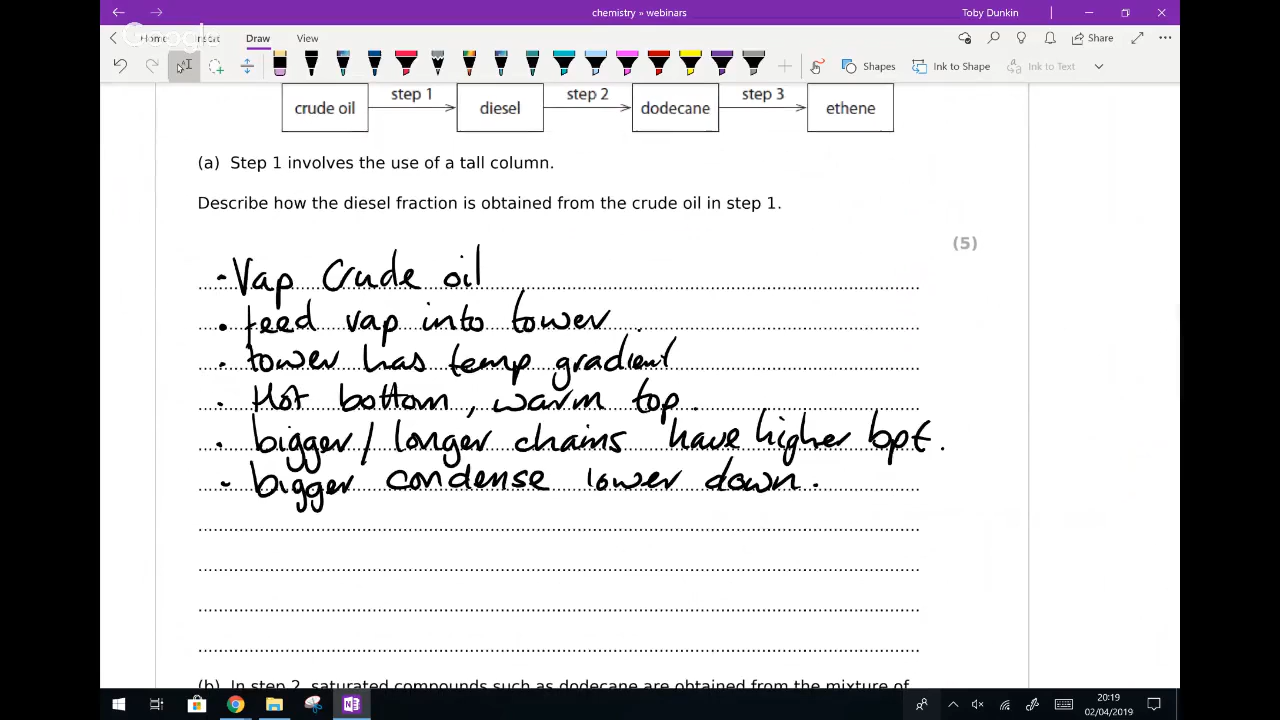 chemistry » webinars
Toby Dunkin
Google
Home Insert Draw View
Share
Shapes Ink to Shape Ink to Text
crude oil step 1 diesel step 2 dodecane step 3 ethene
(a) Step 1 involves the use of a tall column.
Describe how the diesel fraction is obtained from the crude oil in step 1.
(5)
· Vap Crude oil
· feed vap into tower.
· tower has temp gradient
· Hot bottom, warm top.
· bigger / longer chains have higher bpt.
· bigger condense lower down.
(b) In step 2, saturated compounds such as dodecane are obtained from the mixture of
20:19
02/04/2019